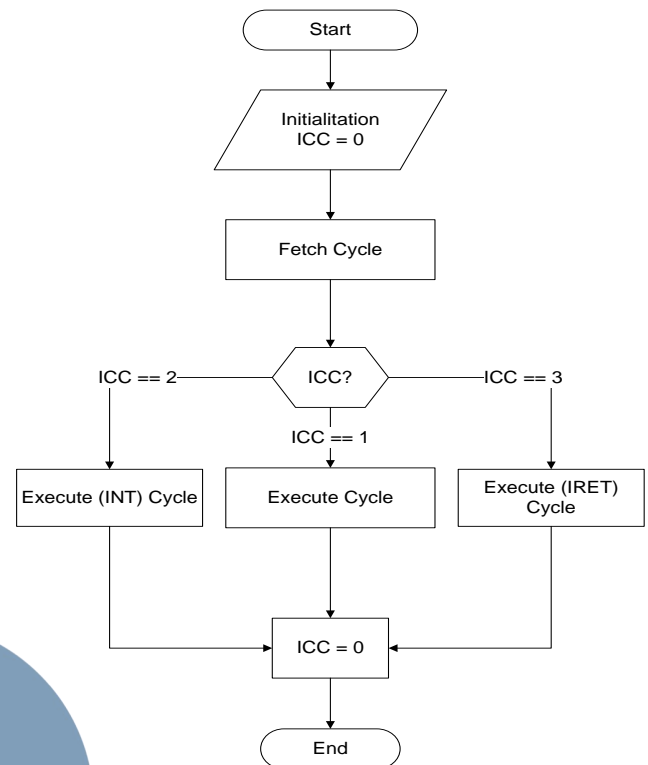 Start
Initialitation
ICC = 0
Fetch Cycle
ICC?
ICC == 2
ICC == 3
ICC == 1
Execute (INT) Cycle
Execute Cycle
Execute (IRET)
Cycle
ICC = 0
End